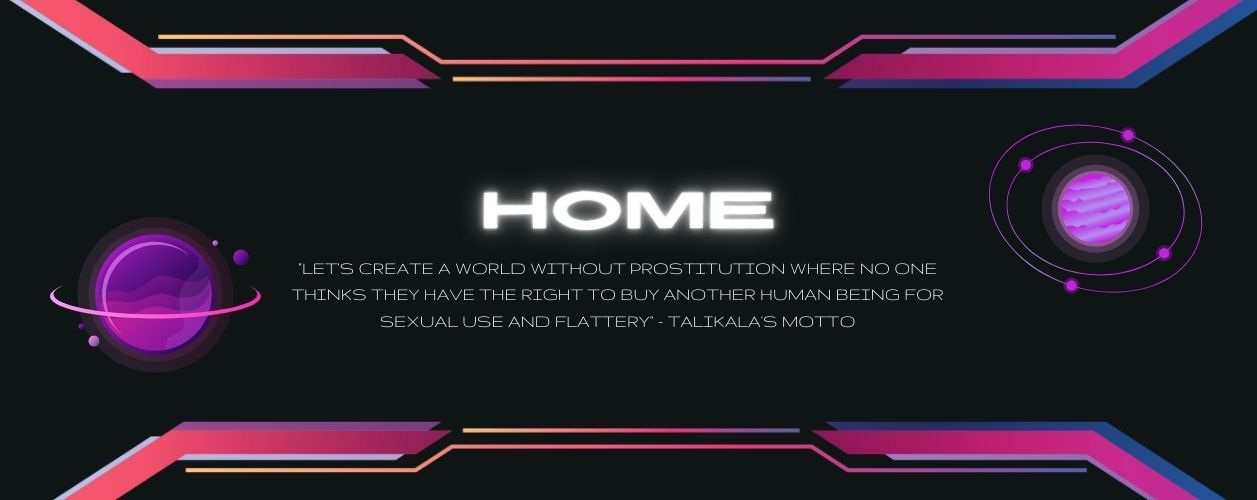 HOME
"LET'S CREATE A WORLD WITHOUT PROSTITUTION WHERE NO ONE
THINKS THEY HAVE THE RIGHT TO BUY ANOTHER HUMAN BEING FOR
SEXUAL USE AND FLATTERY" - TALIKALA'S MOTTO